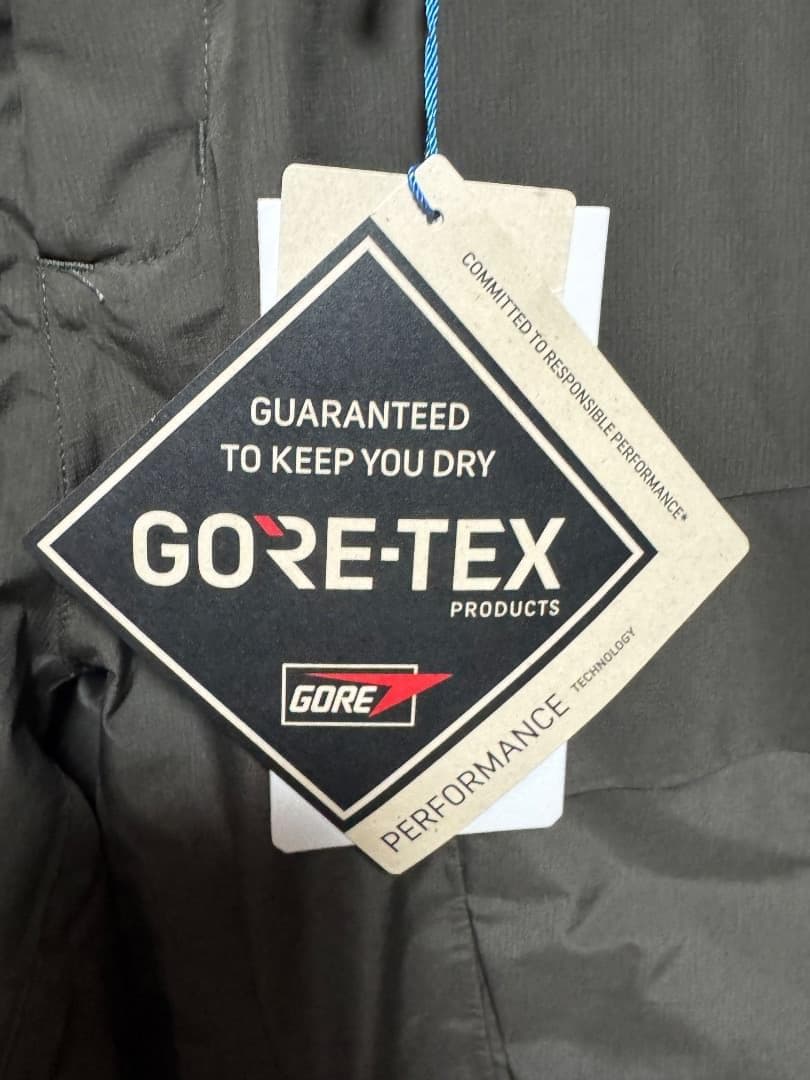 COMMITTED TO RESPONSIBLE PERFORMANCE*
GUARANTEED
TO KEEP YOU DRY
GORE-TEX
PRODUCTS
GORE
PERFORMANCE TECHNOLOGY